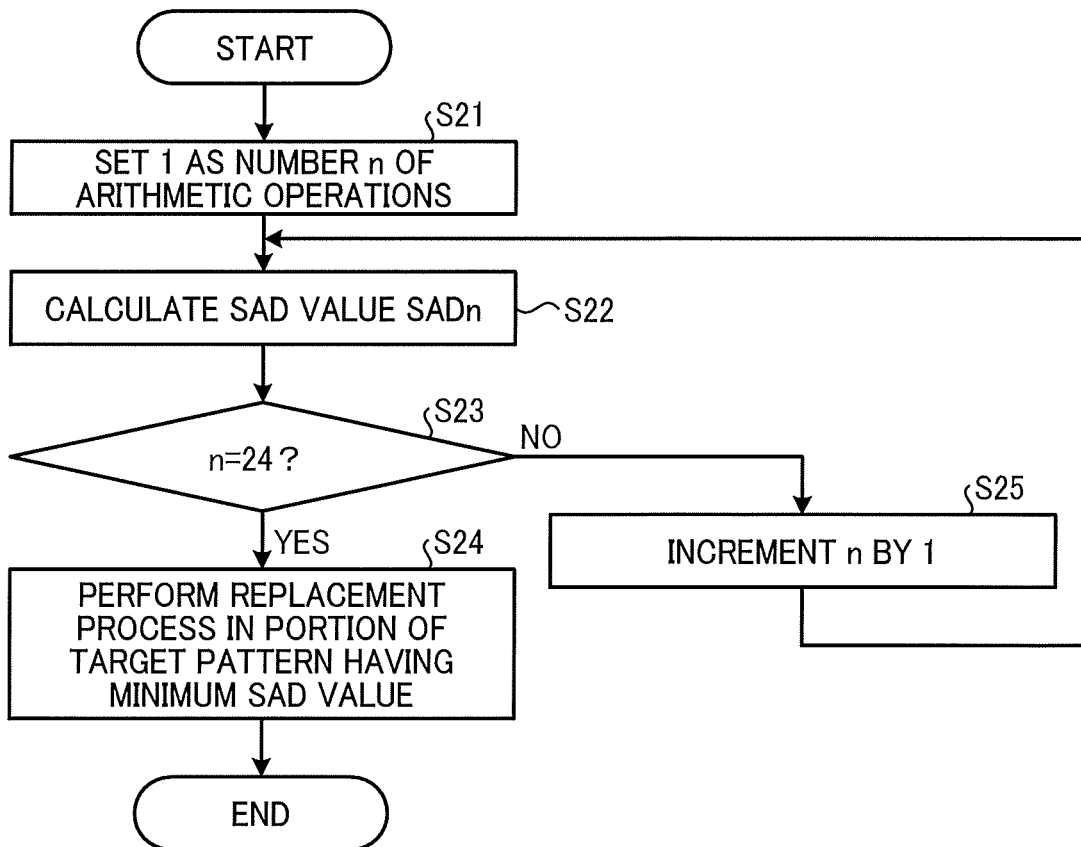 START
S21
SET 1 AS NUMBER n OF
ARITHMETIC OPERATIONS
CALCULATE SAD VALUE SADn
S22
S23
n=24?
NO
YES
S25
INCREMENT n BY 1
S24
PERFORM REPLACEMENT
PROCESS IN PORTION OF
TARGET PATTERN HAVING
MINIMUM SAD VALUE
END